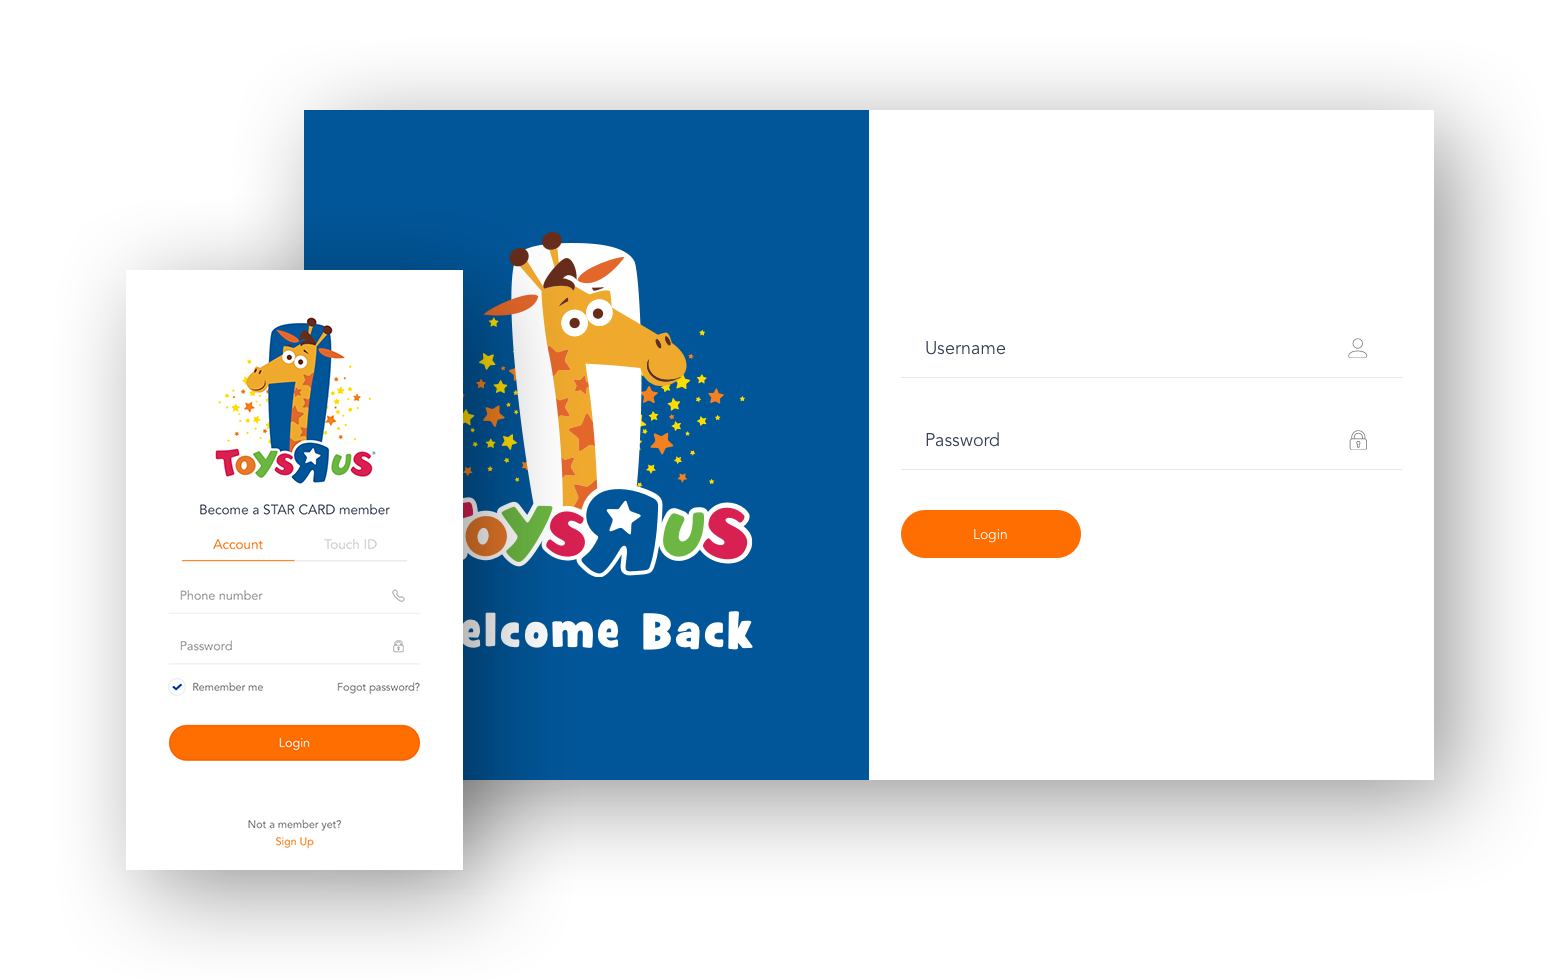 TOYSЯUS
Become a STAR CARD member
Account Touch ID
Phone number
Password
Remember me Fogot password?
Login
Not a member yet?
Sign Up
oysЯus
elcome Back
Username
Password
Login